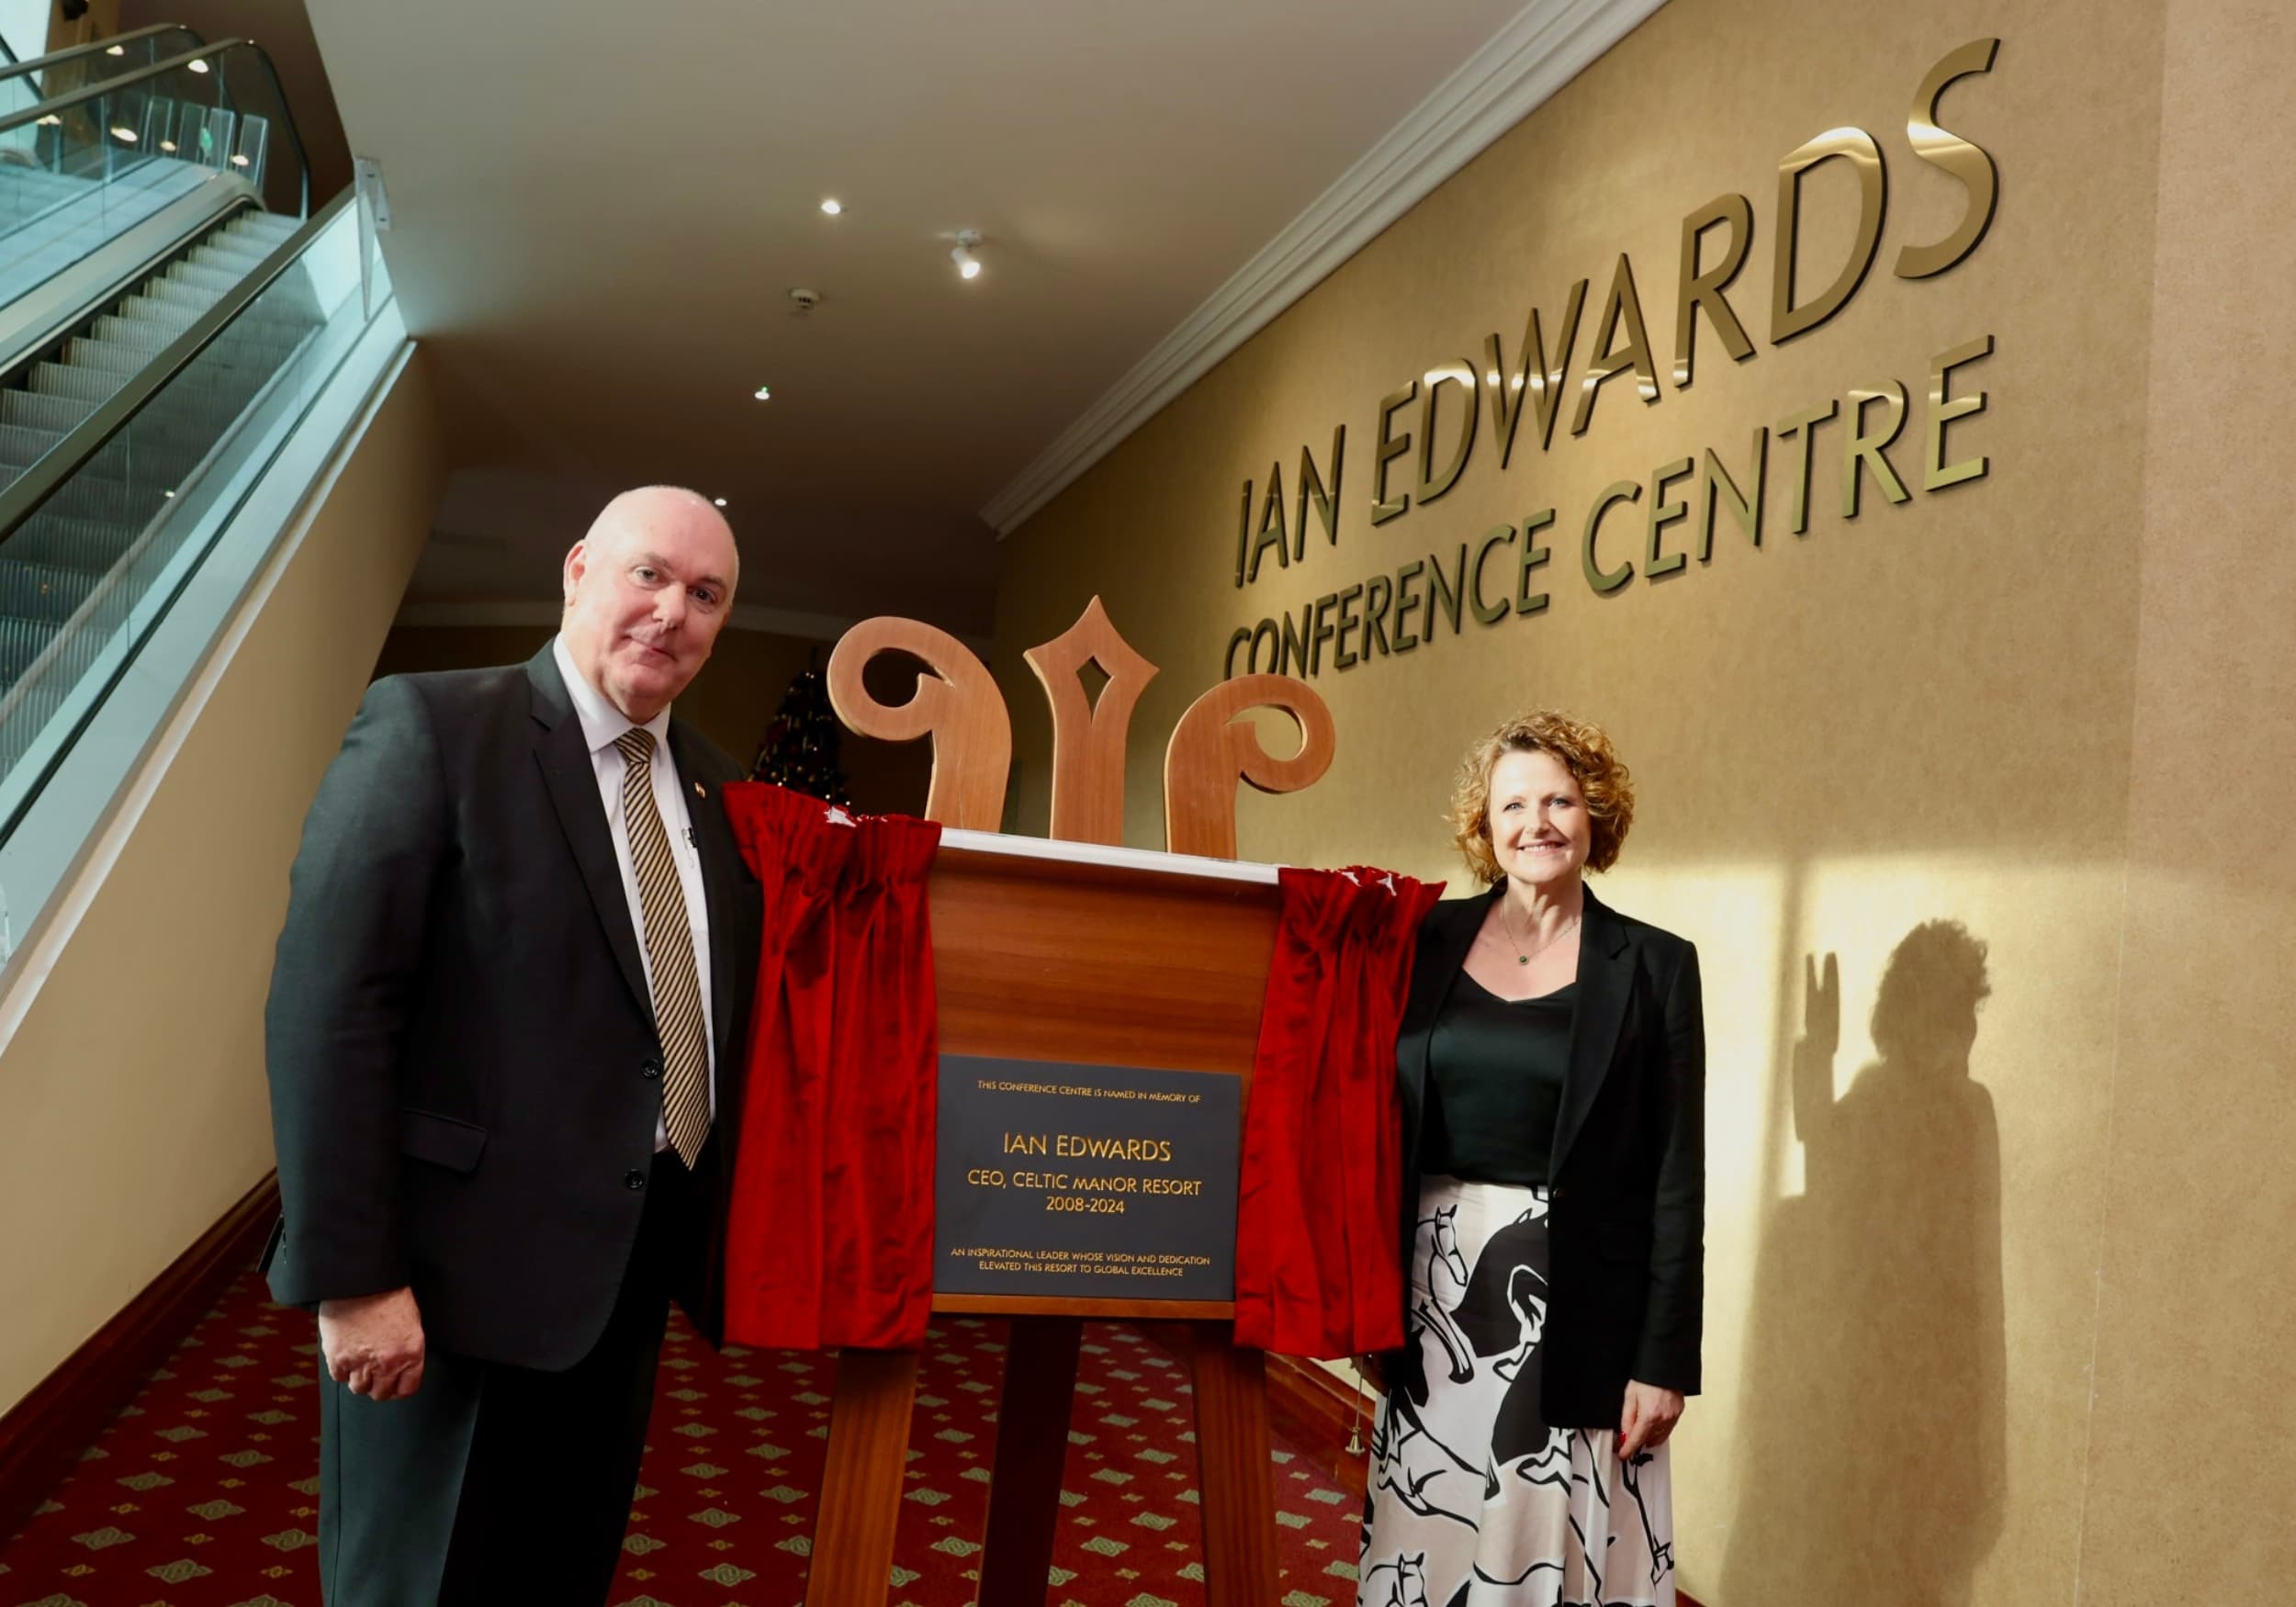 IAN EDWARDS
CONFERENCE CENTRE
THIS CONFERENCE CENTRE IS NAMED IN MEMORY OF
IAN EDWARDS
CEO, CELTIC MANOR RESORT
2008-2024
AN INSPIRATIONAL LEADER WHOSE VISION AND DEDICATION
ELEVATED THIS RESORT TO GLOBAL EXCELLENCE